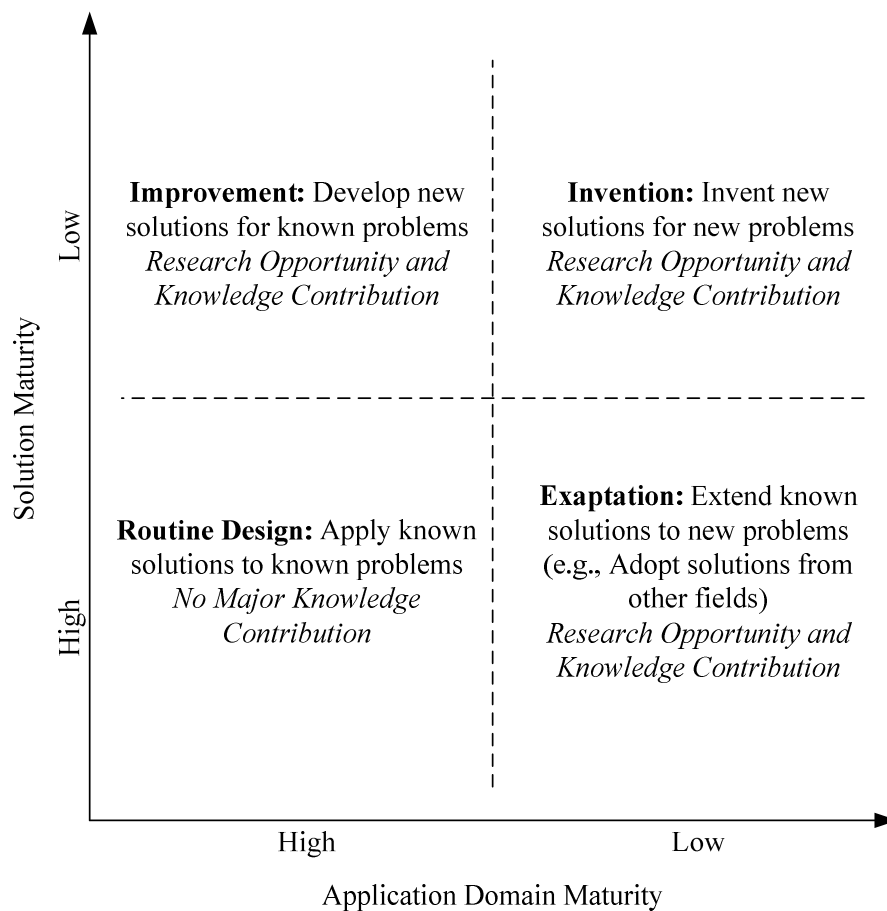 Improvement: Develop new
solutions for known problems
Research Opportunity and
Knowledge Contribution
Invention: Invent new
solutions for new problems
Research Opportunity and
Knowledge Contribution
Low
Solution Maturity
High
Routine Design: Apply known
solutions to known problems
No Major Knowledge
Contribution
Exaptation: Extend known
solutions to new problems
(e.g., Adopt solutions from
other fields)
Research Opportunity and
Knowledge Contribution
High
Low
Application Domain Maturity